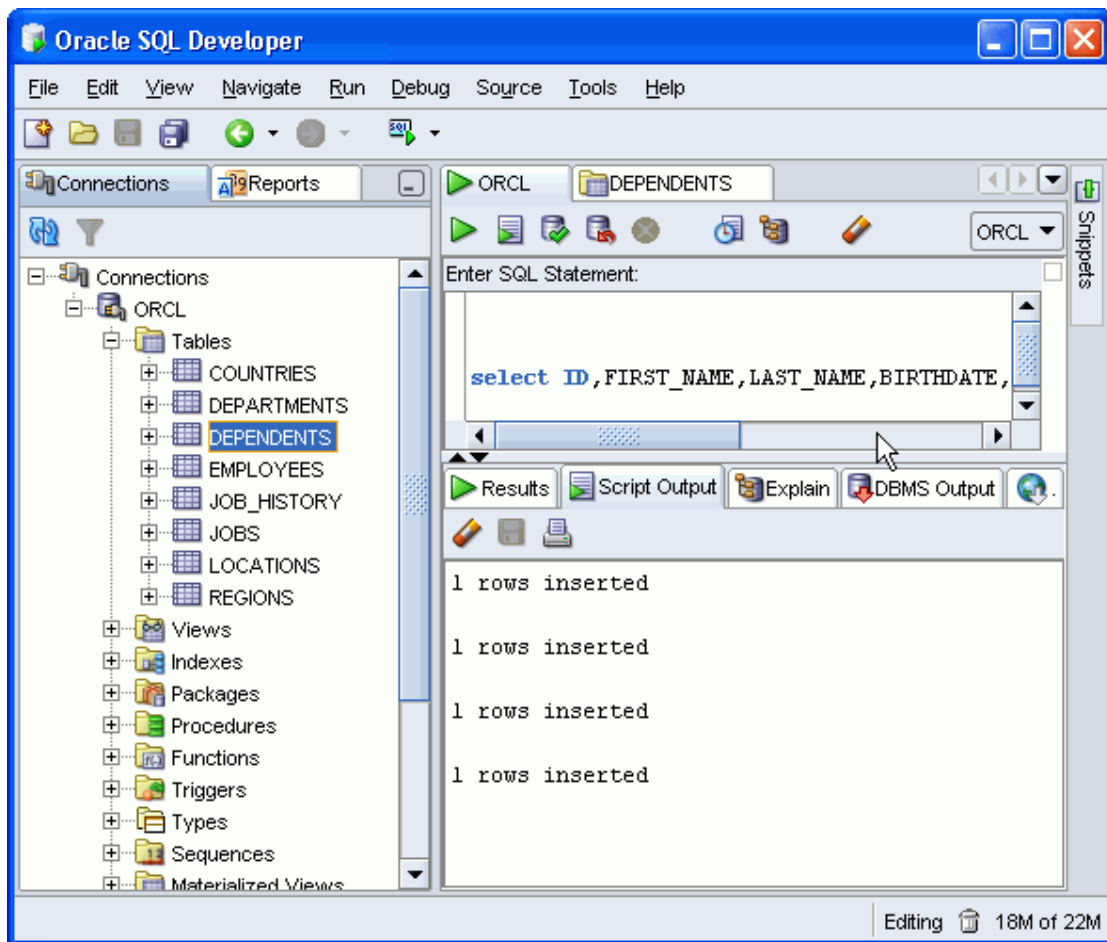 Oracle SQL Developer
File Edit View Navigate Run Debug Source Tools Help
Connections Reports
ORCL DEPENDENTS
ORCL
Snippets
Connections
ORCL
Tables
COUNTRIES
DEPARTMENTS
DEPENDENTS
EMPLOYEES
JOB_HISTORY
JOBS
LOCATIONS
REGIONS
Views
Indexes
Packages
Procedures
Functions
Triggers
Types
Sequences
Materialized Views
Enter SQL Statement:
select ID,FIRST_NAME,LAST_NAME,BIRTHDATE,
Results Script Output Explain DBMS Output .
1 rows inserted
1 rows inserted
1 rows inserted
1 rows inserted
Editing 18M of 22M